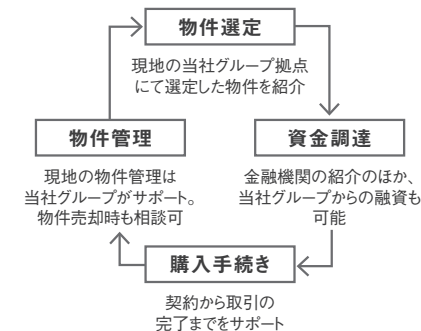 物件選定
現地の当社グループ拠点
にて選定した物件を紹介
資金調達
金融機関の紹介のほか、
当社グループからの融資も
可能
購入手続き
契約から取引の
完了までをサポート
物件管理
現地の物件管理は
当社グループがサポート。
物件売却時も相談可